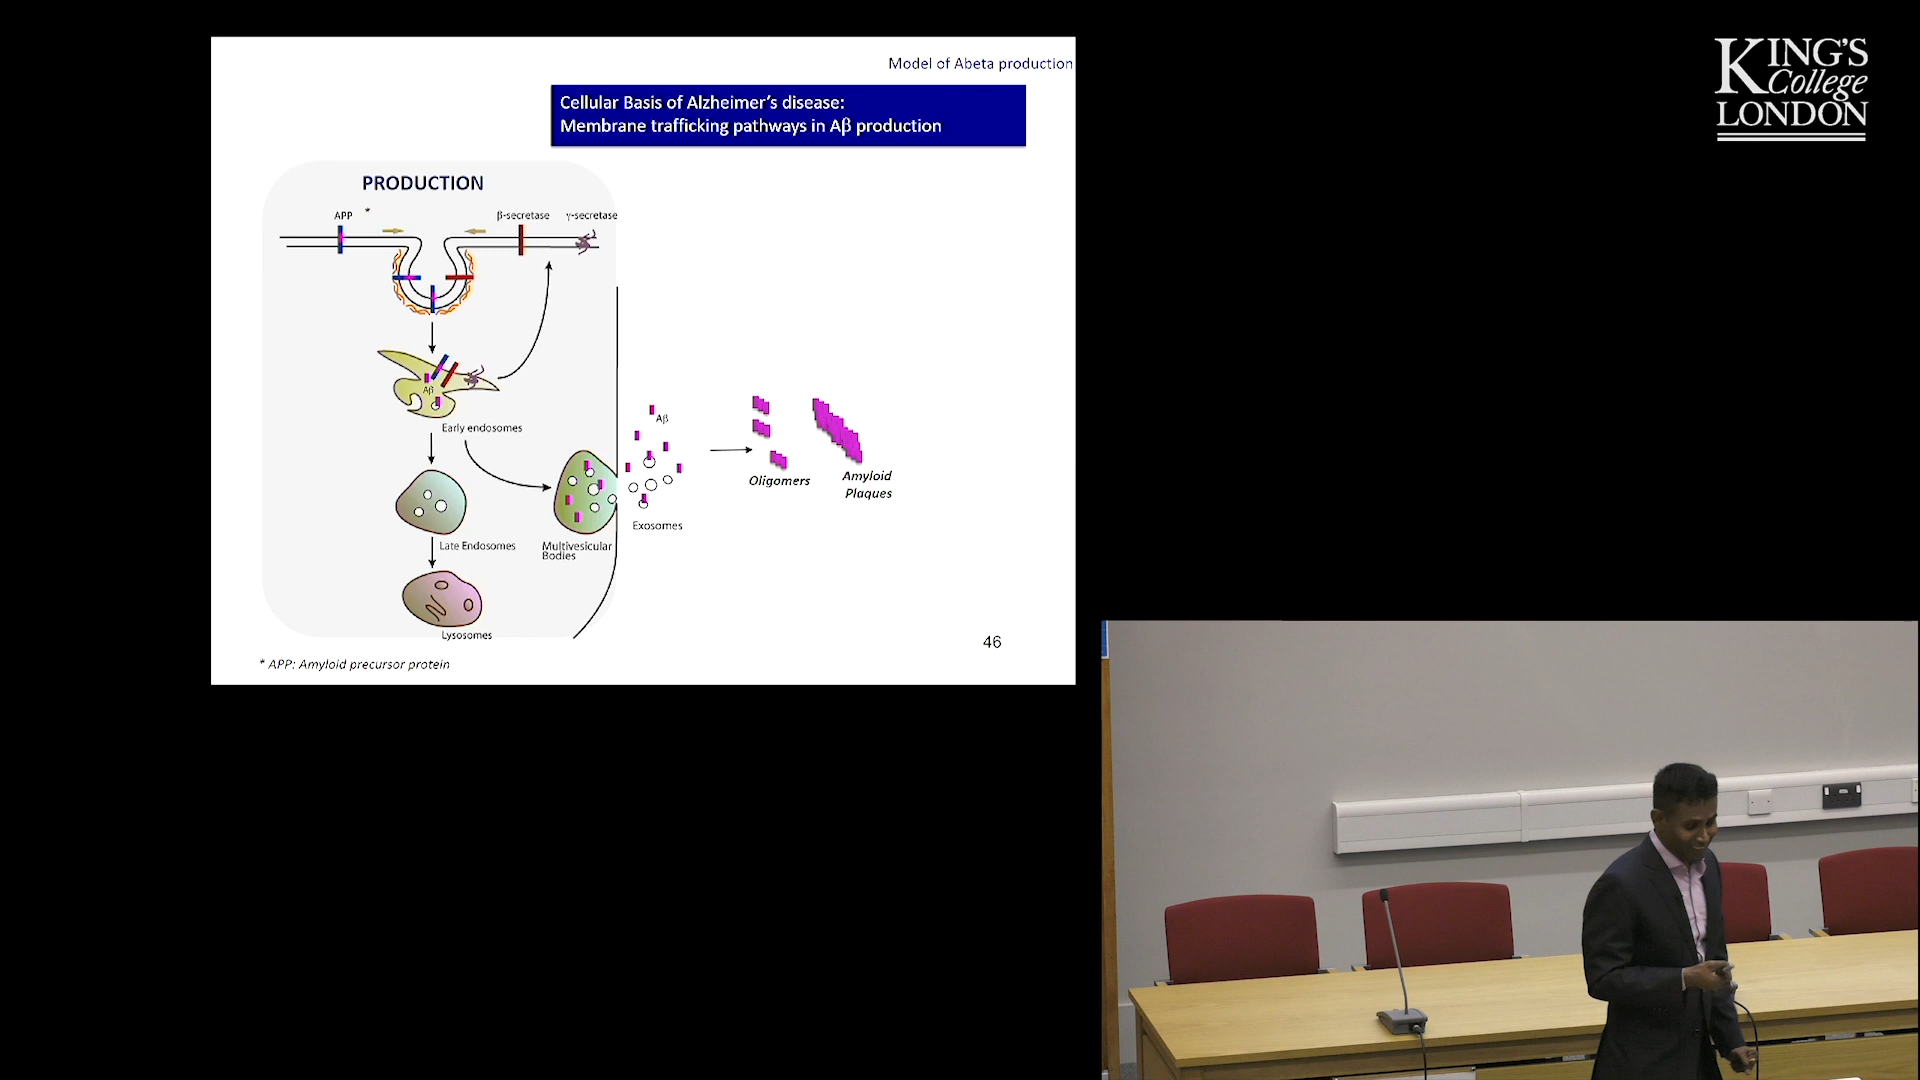 Model of Abeta production
Cellular Basis of Alzheimer's disease:
Membrane trafficking pathways in Aβ production
PRODUCTION
APP *
β-secretase
γ-secretase
Aβ
Early endosomes
Late Endosomes
Lysosomes
Multivesicular
Bodies
Aβ
Exosomes
Oligomers
Amyloid
Plaques
46
* APP: Amyloid precursor protein
KING'S
College
LONDON